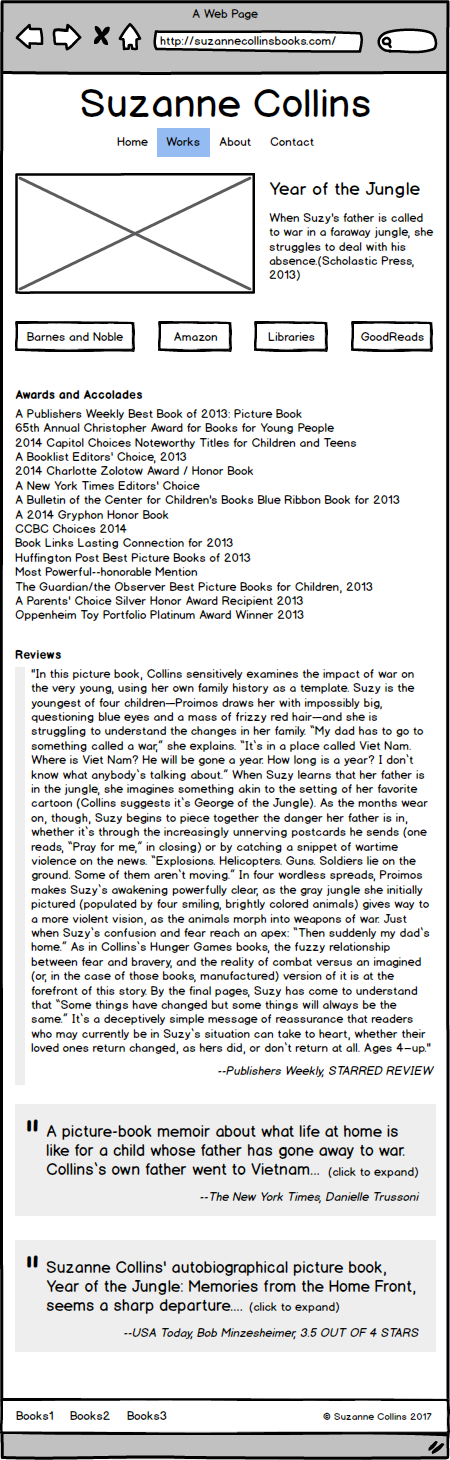 A Web Page
http://suzannecollinsbooks.com/
Suzanne Collins
Home Works About Contact
Year of the Jungle
When Suzy's father is called
to war in a faraway jungle, she
struggles to deal with his
absence.(Scholastic Press,
2013)
Barnes and Noble Amazon Libraries GoodReads
Awards and Accolades
A Publishers Weekly Best Book of 2013: Picture Book
65th Annual Christopher Award for Books for Young People
2014 Capitol Choices Noteworthy Titles for Children and Teens
A Booklist Editors' Choice, 2013
2014 Charlotte Zolotow Award / Honor Book
A New York Times Editors' Choice
A Bulletin of the Center for Children's Books Blue Ribbon Book for 2013
A 2014 Gryphon Honor Book
CCBC Choices 2014
Book Links Lasting Connection for 2013
Huffington Post Best Picture Books of 2013
Most Powerful--honorable Mention
The Guardian/the Observer Best Picture Books for Children, 2013
A Parents' Choice Silver Honor Award Recipient 2013
Oppenheim Toy Portfolio Platinum Award Winner 2013
Reviews
"In this picture book, Collins sensitively examines the impact of war on
the very young, using her own family history as a template. Suzy is the
youngest of four children—Proimos draws her with impossibly big,
questioning blue eyes and a mass of frizzy red hair—and she is
struggling to understand the changes in her family. “My dad has to go to
something called a war,” she explains. “It`s in a place called Viet Nam.
Where is Viet Nam? He will be gone a year. How long is a year? I don`t
know what anybody`s talking about.” When Suzy learns that her father is
in the jungle, she imagines something akin to the setting of her favorite
cartoon (Collins suggests it`s George of the Jungle). As the months wear
on, though, Suzy begins to piece together the danger her father is in,
whether it`s through the increasingly unnerving postcards he sends (one
reads, “Pray for me,” in closing) or by catching a snippet of wartime
violence on the news. “Explosions. Helicopters. Guns. Soldiers lie on the
ground. Some of them aren`t moving.” In four wordless spreads, Proimos
makes Suzy`s awakening powerfully clear, as the gray jungle she initially
pictured (populated by four smiling, brightly colored animals) gives way to
a more violent vision, as the animals morph into weapons of war. Just
when Suzy`s confusion and fear reach an apex: “Then suddenly my dad`s
home.” As in Collins`s Hunger Games books, the fuzzy relationship
between fear and bravery, and the reality of combat versus an imagined
(or, in the case of those books, manufactured) version of it is at the
forefront of this story. By the final pages, Suzy has come to understand
that “Some things have changed but some things will always be the
same.” It`s a deceptively simple message of reassurance that readers
who may currently be in Suzy`s situation can take to heart, whether their
loved ones return changed, as hers did, or don`t return at all. Ages 4–up."
--Publishers Weekly, STARRED REVIEW
" A picture-book memoir about what life at home is
like for a child whose father has gone away to war.
Collins`s own father went to Vietnam... (click to expand)
--The New York Times, Danielle Trussoni
" Suzanne Collins' autobiographical picture book,
Year of the Jungle: Memories from the Home Front,
seems a sharp departure.... (click to expand)
--USA Today, Bob Minzesheimer, 3.5 OUT OF 4 STARS
Books1 Books2 Books3 © Suzanne Collins 2017